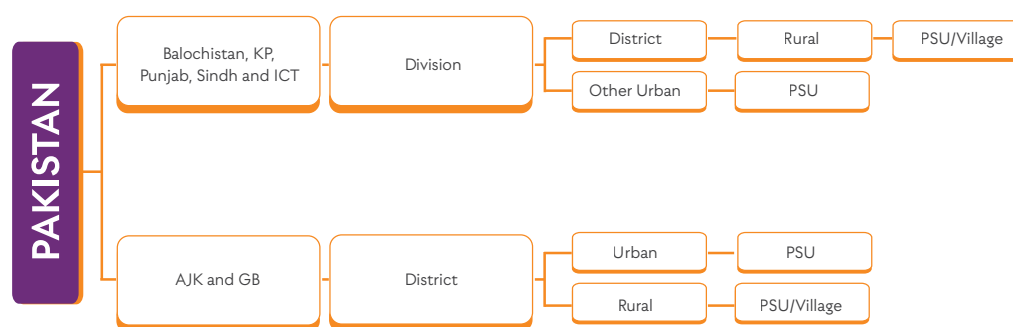 PAKISTAN
Balochistan, KP,
Punjab, Sindh and ICT
Division
District
Rural
PSU/Village
Other Urban
PSU
AJK and GB
District
Urban
PSU
Rural
PSU/Village